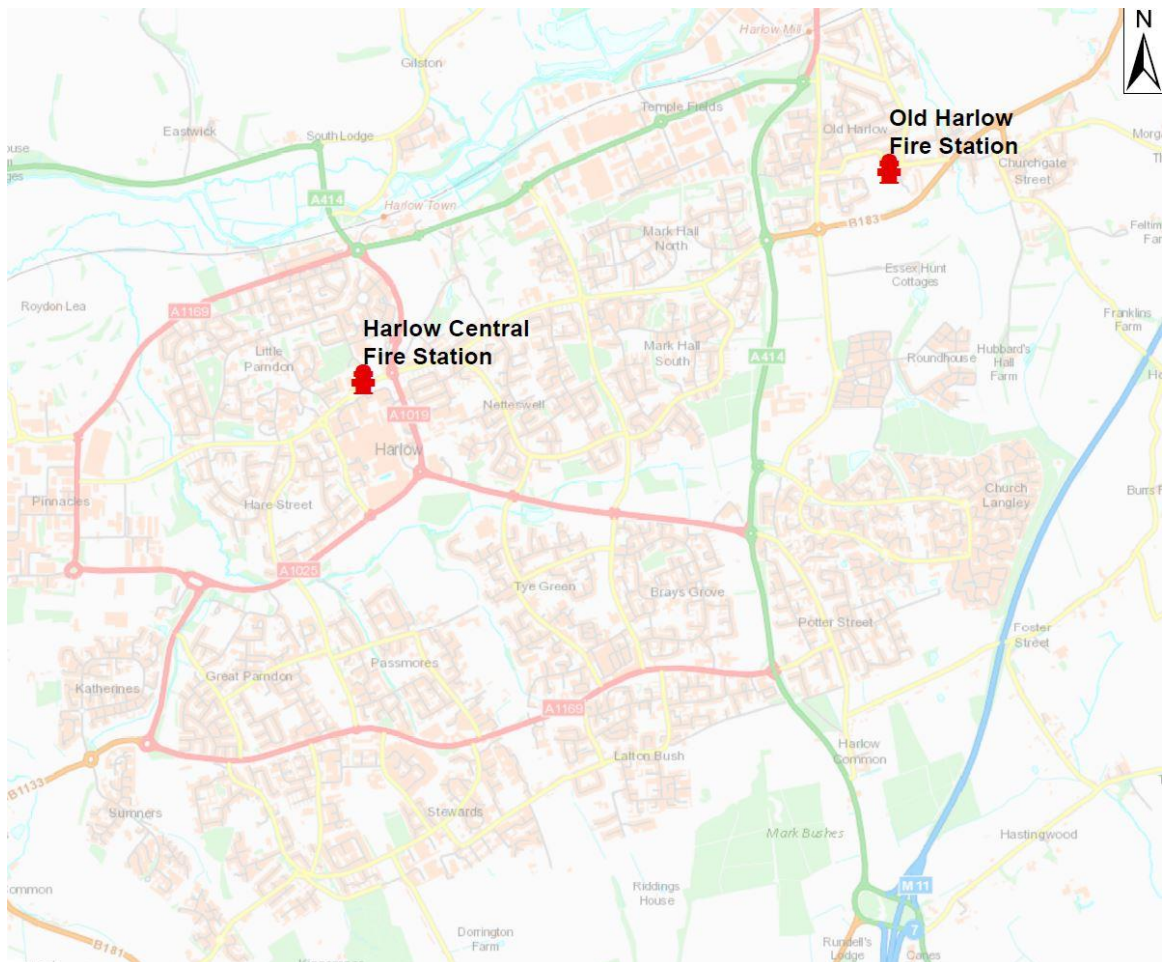 N
Harlow Mill
Gilston
Temple Fields
Old Harlow
Fire Station
Old Harlow
Eastwick
South Lodge
Churchgate
Street
A414
Harlow Town
B183
Mark Hall
North
Essex Hunt
Cottages
Roydon Lea
A1169
Franklins
Farm
Harlow Central
Fire Station
Little
Parndon
Mark Hall
South
A414
Roundhouse
Hubbard's
Hall
Farm
Netteswell
A1019
Harlow
Pinnacles
Hare Street
Church
Langley
A1025
Tye Green
Brays Grove
Potter Street
Foster
Street
Katherines
Great Parndon
Passmores
A1169
Latton Bush
Harlow
Common
B1133
Sumners
Stewards
Mark Bushes
Hastingwood
M 11
Riddings
House
7
Dorrington
Farm
B181
Rundell's
Lodge
Canes